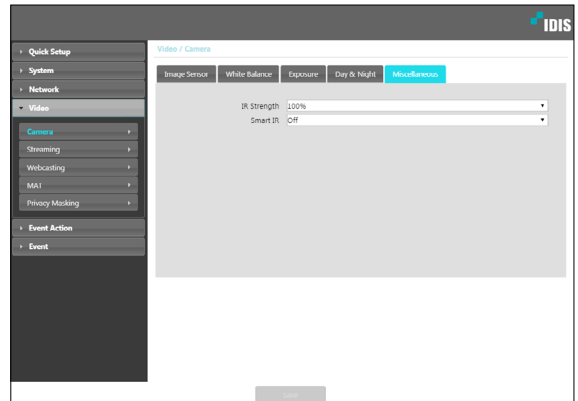 IDIS
Quick Setup
System
Network
Video
Camera
Streaming
Webcasting
MAT
Privacy Masking
Event Action
Event
Video / Camera
Image Sensor White Balance Exposure Day & Night Miscellaneous
IR Strength 100%
Smart IR Off
Save